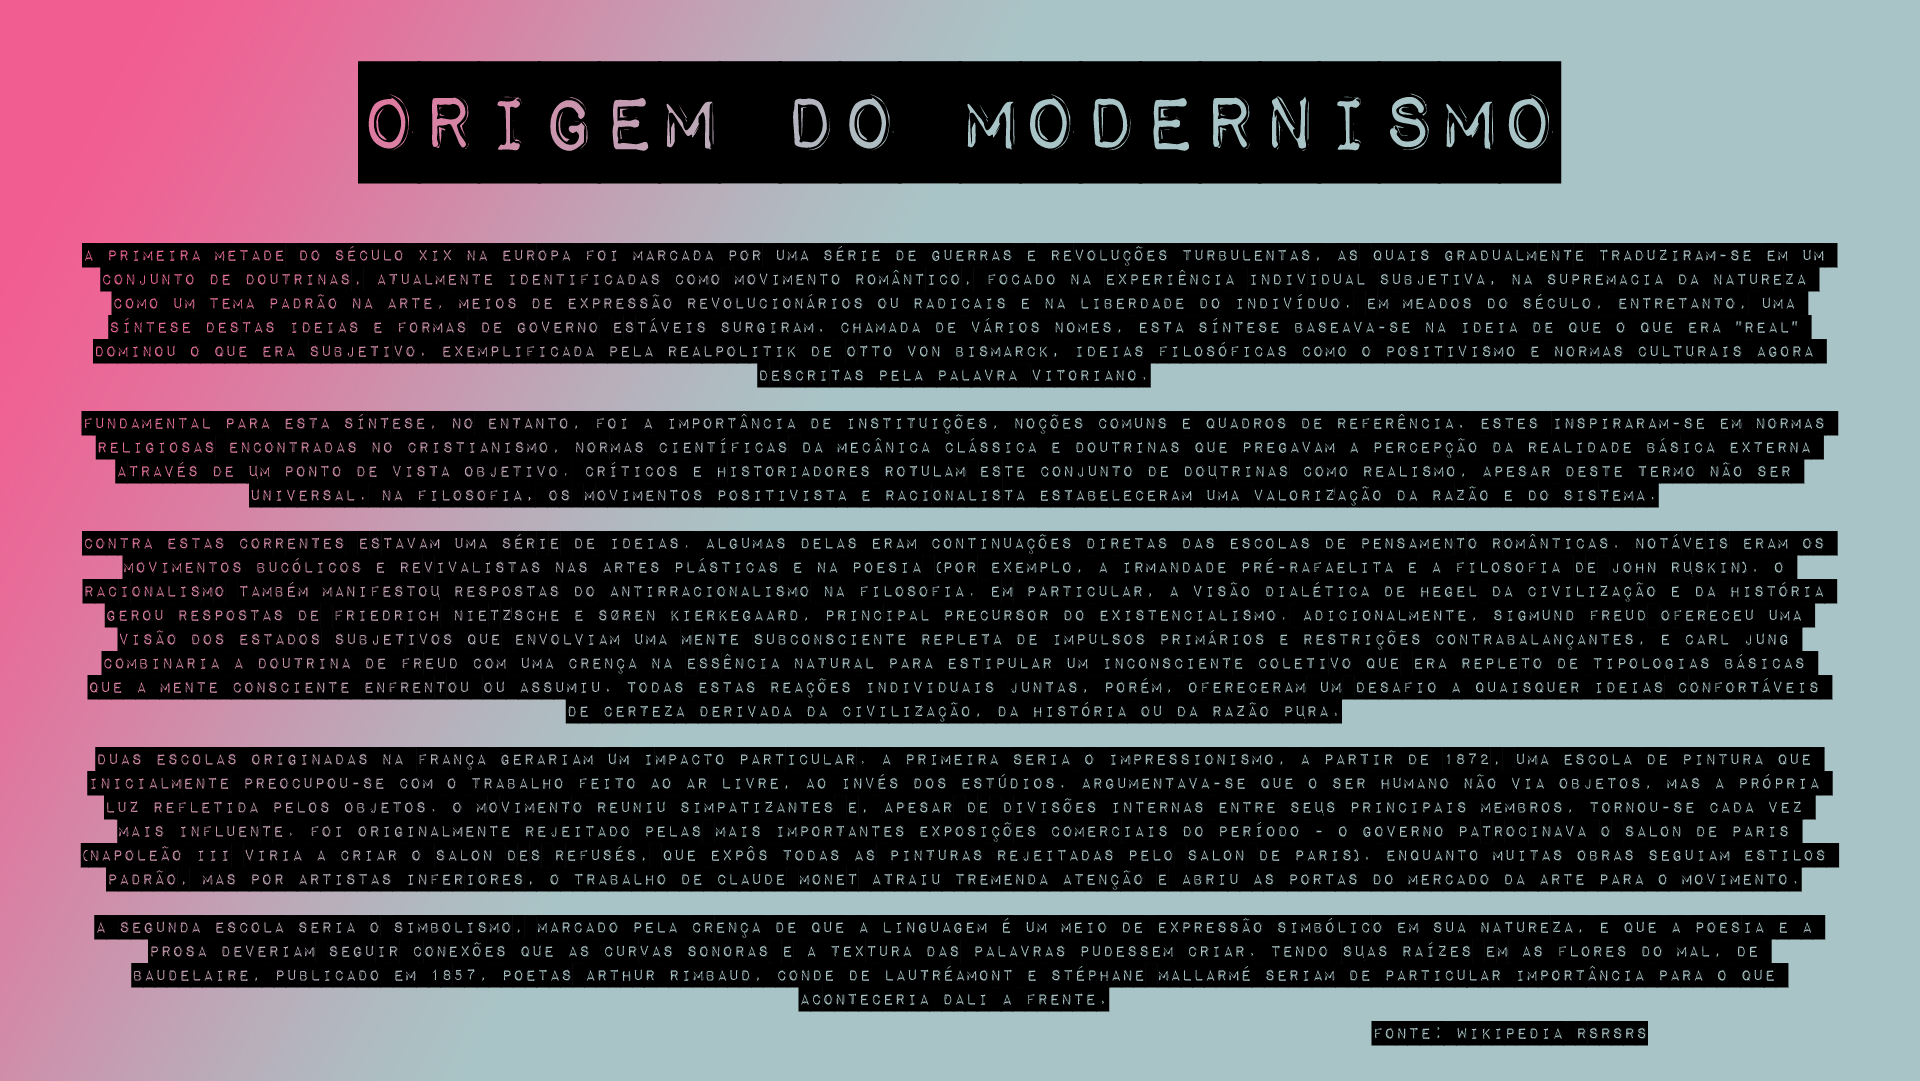 ORIGEM DO MODERNISMO
A PRIMEIRA METADE DO SÉCULO XIX NA EUROPA FOI MARCADA POR UMA SÉRIE DE GUERRAS E REVOLUÇÕES TURBULENTAS, AS QUAIS GRADUALMENTE TRADUZIRAM-SE EM UM
CONJUNTO DE DOUTRINAS, ATUALMENTE IDENTIFICADAS COMO MOVIMENTO ROMÂNTICO, FOCADO NA EXPERIÊNCIA INDIVIDUAL SUBJETIVA, NA SUPREMACIA DA NATUREZA
COMO UM TEMA PADRÃO NA ARTE, MEIOS DE EXPRESSÃO REVOLUCIONÁRIOS OU RADICAIS E NA LIBERDADE DO INDIVÍDUO. EM MEADOS DO SÉCULO, ENTRETANTO, UMA
SÍNTESE DESTAS IDEIAS E FORMAS DE GOVERNO ESTÁVEIS SURGIRAM. CHAMADA DE VÁRIOS NOMES, ESTA SÍNTESE BASEAVA-SE NA IDEIA DE QUE O QUE ERA "REAL"
DOMINOU O QUE ERA SUBJETIVO. EXEMPLIFICADA PELA REALPOLITIK DE OTTO VON BISMARCK, IDEIAS FILOSÓFICAS COMO O POSITIVISMO E NORMAS CULTURAIS AGORA
DESCRITAS PELA PALAVRA VITORIANO.
FUNDAMENTAL PARA ESTA SÍNTESE, NO ENTANTO, FOI A IMPORTÂNCIA DE INSTITUIÇÕES, NOÇÕES COMUNS E QUADROS DE REFERÊNCIA. ESTES INSPIRARAM-SE EM NORMAS
RELIGIOSAS ENCONTRADAS NO CRISTIANISMO, NORMAS CIENTÍFICAS DA MECÂNICA CLÁSSICA E DOUTRINAS QUE PREGAVAM A PERCEPÇÃO DA REALIDADE BÁSICA EXTERNA
ATRAVÉS DE UM PONTO DE VISTA OBJETIVO. CRÍTICOS E HISTORIADORES ROTULAM ESTE CONJUNTO DE DOUTRINAS COMO REALISMO, APESAR DESTE TERMO NÃO SER
UNIVERSAL. NA FILOSOFIA, OS MOVIMENTOS POSITIVISTA E RACIONALISTA ESTABELECERAM UMA VALORIZAÇÃO DA RAZÃO E DO SISTEMA.
CONTRA ESTAS CORRENTES ESTAVAM UMA SÉRIE DE IDEIAS. ALGUMAS DELAS ERAM CONTINUAÇÕES DIRETAS DAS ESCOLAS DE PENSAMENTO ROMÂNTICAS. NOTÁVEIS ERAM OS
MOVIMENTOS BUCÓLICOS E REVIVALISTAS NAS ARTES PLÁSTICAS E NA POESIA (POR EXEMPLO, A IRMANDADE PRÉ-RAFAELITA E A FILOSOFIA DE JOHN RUSKIN). O
RACIONALISMO TAMBÉM MANIFESTOU RESPOSTAS DO ANTIRRACIONALISMO NA FILOSOFIA. EM PARTICULAR, A VISÃO DIALÉTICA DE HEGEL DA CIVILIZAÇÃO E DA HISTÓRIA
GEROU RESPOSTAS DE FRIEDRICH NIETZSCHE E SØREN KIERKEGAARD, PRINCIPAL PRECURSOR DO EXISTENCIALISMO. ADICIONALMENTE, SIGMUND FREUD OFERECEU UMA
VISÃO DOS ESTADOS SUBJETIVOS QUE ENVOLVIAM UMA MENTE SUBCONSCIENTE REPLETA DE IMPULSOS PRIMÁRIOS E RESTRIÇÕES CONTRABALANÇANTES, E CARL JUNG
COMBINARIA A DOUTRINA DE FREUD COM UMA CRENÇA NA ESSÊNCIA NATURAL PARA ESTIPULAR UM INCONSCIENTE COLETIVO QUE ERA REPLETO DE TIPOLOGIAS BÁSICAS
QUE A MENTE CONSCIENTE ENFRENTOU OU ASSUMIU. TODAS ESTAS REAÇÕES INDIVIDUAIS JUNTAS, PORÉM, OFERECERAM UM DESAFIO A QUAISQUER IDEIAS CONFORTÁVEIS
DE CERTEZA DERIVADA DA CIVILIZAÇÃO, DA HISTÓRIA OU DA RAZÃO PURA.
DUAS ESCOLAS ORIGINADAS NA FRANÇA GERARIAM UM IMPACTO PARTICULAR. A PRIMEIRA SERIA O IMPRESSIONISMO, A PARTIR DE 1872, UMA ESCOLA DE PINTURA QUE
INICIALMENTE PREOCUPOU-SE COM O TRABALHO FEITO AO AR LIVRE, AO INVÉS DOS ESTÚDIOS. ARGUMENTAVA-SE QUE O SER HUMANO NÃO VIA OBJETOS, MAS A PRÓPRIA
LUZ REFLETIDA PELOS OBJETOS. O MOVIMENTO REUNIU SIMPATIZANTES E, APESAR DE DIVISÕES INTERNAS ENTRE SEUS PRINCIPAIS MEMBROS, TORNOU-SE CADA VEZ
MAIS INFLUENTE. FOI ORIGINALMENTE REJEITADO PELAS MAIS IMPORTANTES EXPOSIÇÕES COMERCIAIS DO PERÍODO - O GOVERNO PATROCINAVA O SALON DE PARIS
(NAPOLEÃO III VIRIA A CRIAR O SALON DES REFUSÉS, QUE EXPÔS TODAS AS PINTURAS REJEITADAS PELO SALON DE PARIS). ENQUANTO MUITAS OBRAS SEGUIAM ESTILOS
PADRÃO, MAS POR ARTISTAS INFERIORES, O TRABALHO DE CLAUDE MONET ATRAIU TREMENDA ATENÇÃO E ABRIU AS PORTAS DO MERCADO DA ARTE PARA O MOVIMENTO.
A SEGUNDA ESCOLA SERIA O SIMBOLISMO, MARCADO PELA CRENÇA DE QUE A LINGUAGEM É UM MEIO DE EXPRESSÃO SIMBÓLICO EM SUA NATUREZA, E QUE A POESIA E A
PROSA DEVERIAM SEGUIR CONEXÕES QUE AS CURVAS SONORAS E A TEXTURA DAS PALAVRAS PUDESSEM CRIAR. TENDO SUAS RAÍZES EM AS FLORES DO MAL, DE
BAUDELAIRE, PUBLICADO EM 1857, POETAS ARTHUR RIMBAUD, CONDE DE LAUTRÉAMONT E STÉPHANE MALLARMÉ SERIAM DE PARTICULAR IMPORTÂNCIA PARA O QUE
ACONTECERIA DALI A FRENTE.
FONTE: WIKIPEDIA RSRSRS